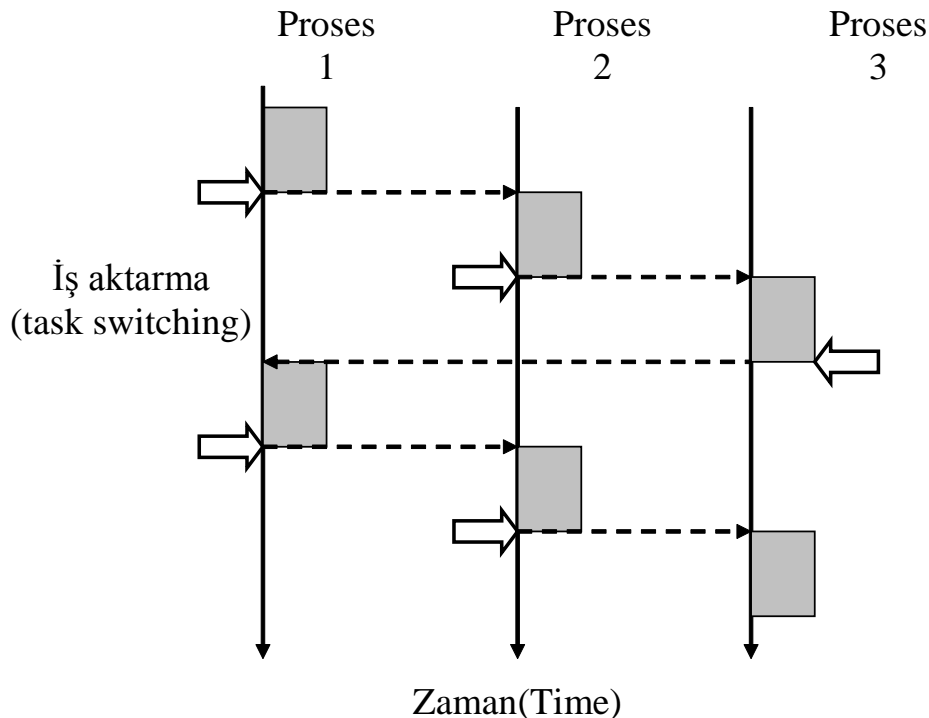 Proses
1
Proses
2
Proses
3
İş aktarma
(task switching)
Zaman(Time)